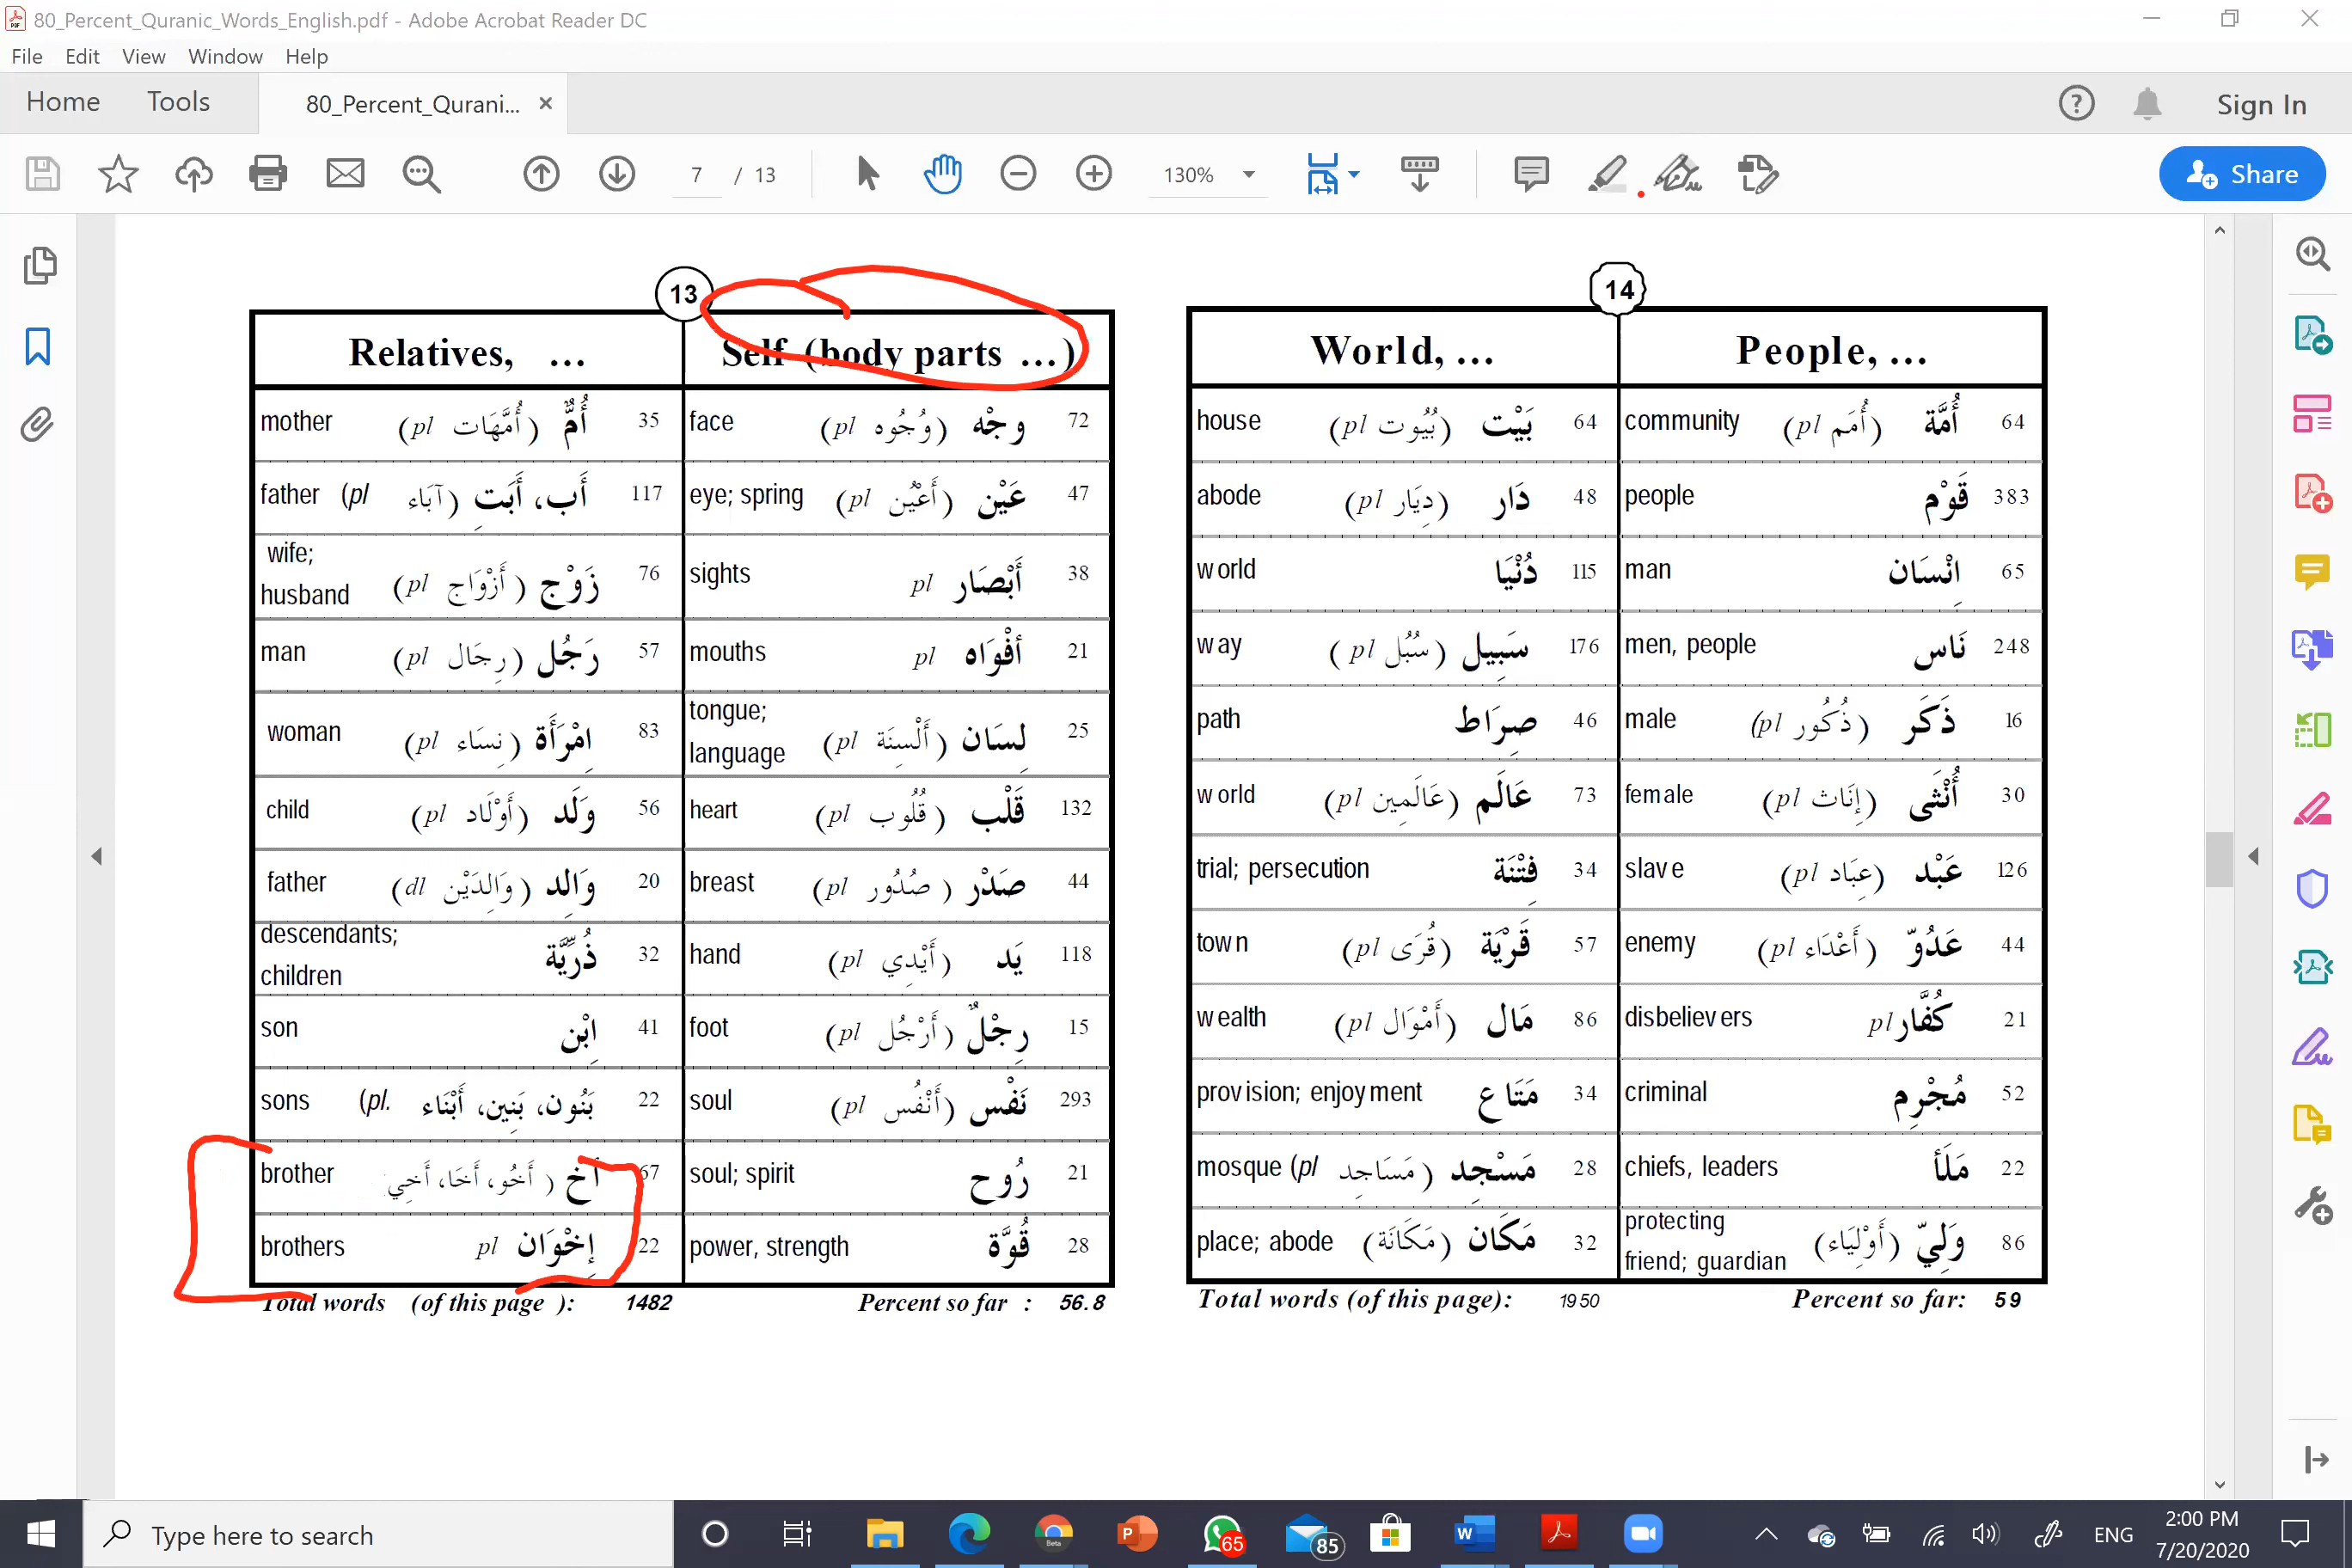 80_Percent_Quranic_Words_English.pdf - Adobe Acrobat Reader DC
File Edit View Window Help
Home Tools 80_Percent_Qurani... ×
? Sign In
7 / 13 130% Share
13
Relatives, ... Self (body parts ...)
mother أُمٌّ (أُمَّهَات pl) 35 face وجْه (وُجُوه pl) 72
father (pl أَب، أَبَتِ (آبَاء 117 eye; spring عَيْن (أَعْيُن pl) 47
wife;
husband زَوْج (أَزْوَاج pl) 76 sights أَبْصَار pl 38
man رَجُل (رِجَال pl) 57 mouths أفْوَاه pl 21
woman اِمْرَأَة (نِسَاء pl) 83 tongue;
language لِسَان (أَلْسِنَة pl) 25
child وَلَد (أَوْلَاد pl) 56 heart قَلْب (قُلُوب pl) 132
father وَالِد (وَالِدَيْن dl) 20 breast صَدْر (صُدُور pl) 44
descendants;
children ذُرِّيَّة 32 hand يَد (أَيْدِي pl) 118
son اِبْن 41 foot رِجْلٌ (أَرْجُل pl) 15
sons (pl. بَنُون، بَنِين، أَبْنَاء 22 soul نَفْس (أَنْفُس pl) 293
brother أخ (أَخُو، أَخَا، أَخِي 67 soul; spirit رُوح 21
brothers إِخْوَان pl 22 power, strength قُوَّة 28
Total words (of this page ): 1482 Percent so far : 56.8
14
World, ... People, ...
house بَيْت (بُيُوت pl) 64 community أُمَّة (أُمَم pl) 64
abode دَار (دِيَار pl) 48 people قَوْم 383
world دُنْيَا 115 man اِنْسَان 65
way سَبِيل (سُبُل pl) 176 men, people نَاس 248
path صِرَاط 46 male ذَكَر (ذُكُور pl) 16
world عَالَم (عَالَمِين pl) 73 female أُنْثَى (إِنَاث pl) 30
trial; persecution فِتْنَة 34 slave عَبْد (عِبَاد pl) 126
town قَرْيَة (قُرَى pl) 57 enemy عَدُوّ (أَعْدَاء pl) 44
wealth مَال (أَمْوَال pl) 86 disbelievers كُفَّار pl 21
provision; enjoyment مَتَاع 34 criminal مُجْرِم 52
mosque (pl مَسْجِد (مَسَاجِد 28 chiefs, leaders مَلَأ 22
place; abode مَكَان (مَكَانَة) 32 protecting
friend; guardian وَلِيّ (أَوْلِيَاء) 86
Total words (of this page): 1950 Percent so far: 59
Type here to search
P
Beta
65
85
W
ENG
2:00 PM
7/20/2020